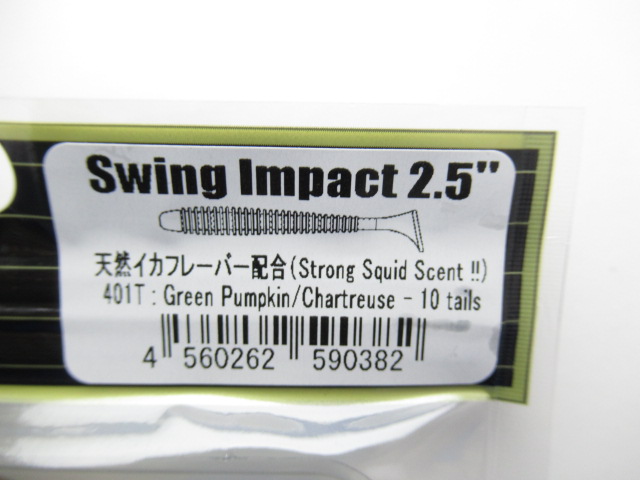 Swing Impact 2.5"
天然イカフレーバー配合(Strong Squid Scent !!)
401T : Green Pumpkin/Chartreuse - 10 tails
4 560262 590382